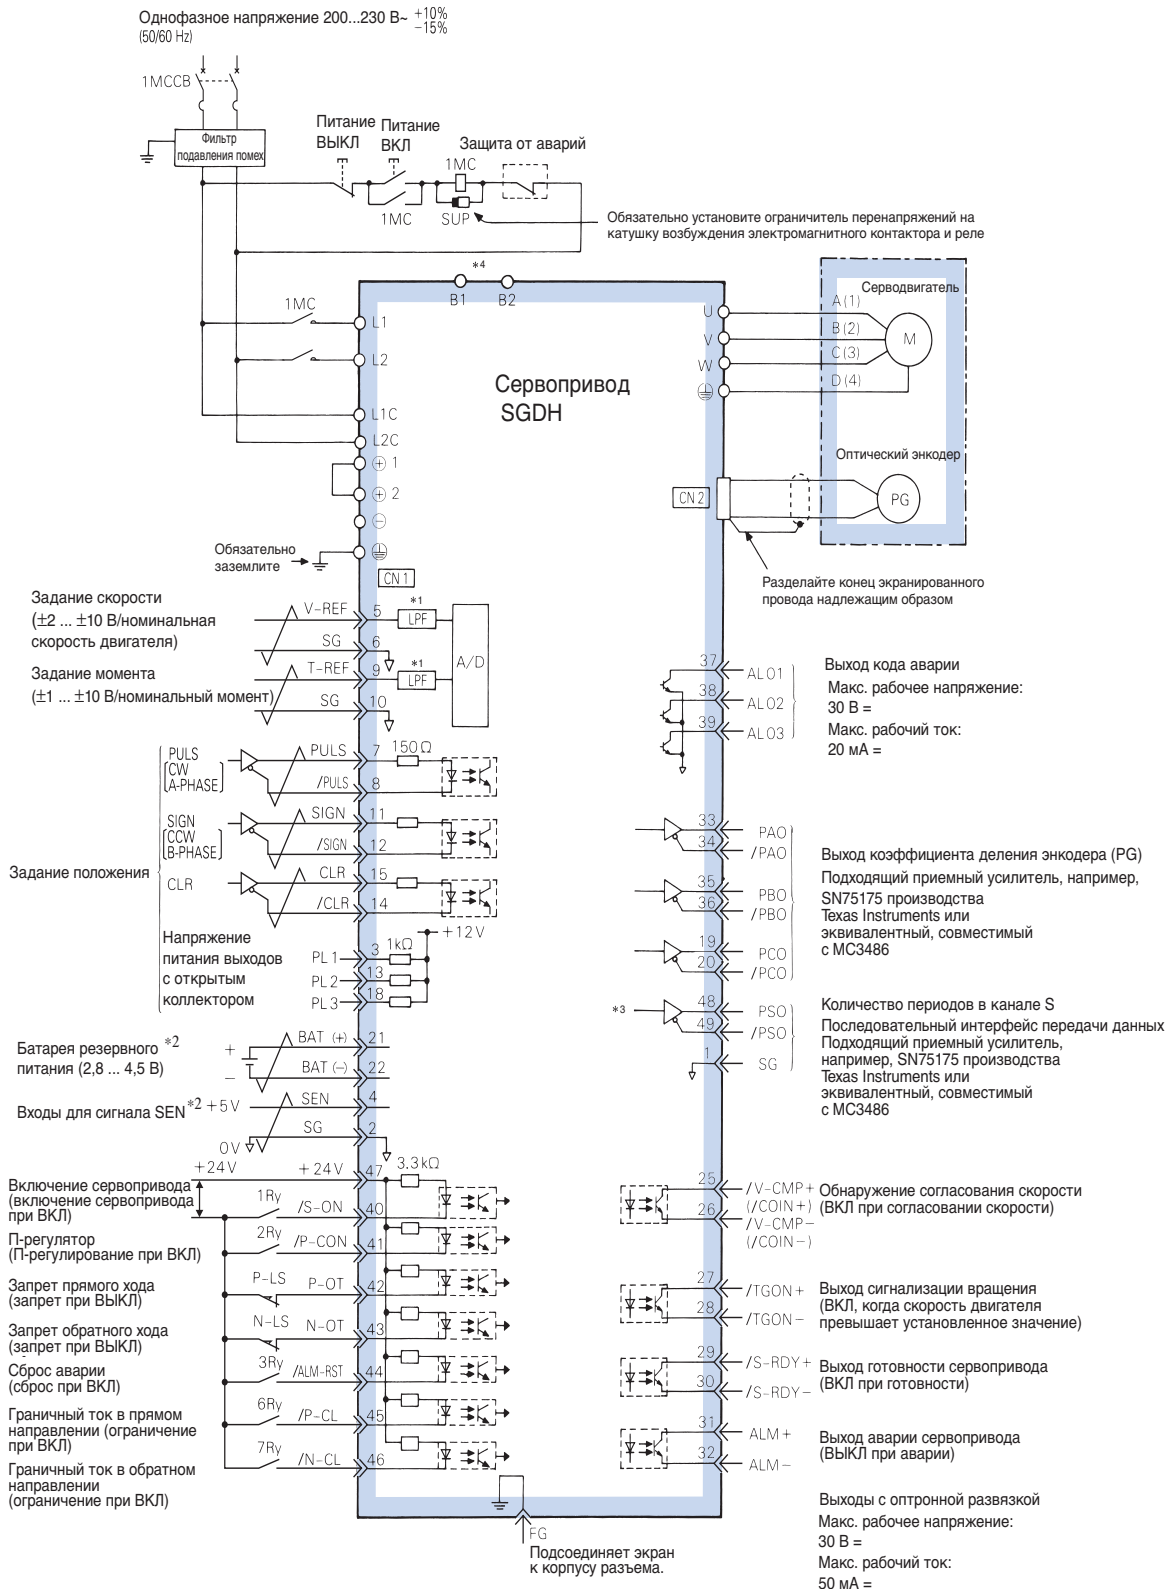 Однофазное напряжение 200...230 В~ +10%
−15%
(50/60 Hz)
1MCCB
Фильтр
подавления помех
Питание
ВЫКЛ
Питание
ВКЛ
Защита от аварий
1MC
1MC
SUP
Обязательно установите ограничитель перенапряжений на
катушку возбуждения электромагнитного контактора и реле
*4
B1
B2
1MC
L1
L2
L1C
L2C
⊕ 1
⊕ 2
⊖
Сервопривод
SGDH
U
V
W
Серводвигатель
A (1)
B (2)
C (3)
D (4)
M
Оптический энкодер
CN 2
PG
Разделайте конец экранированного
провода надлежащим образом
Обязательно
заземлите
CN 1
Задание скорости
(±2 ... ±10 В/номинальная
скорость двигателя)
V-REF
5
*1
LPF
SG
6
A/D
Задание момента
(±1 ... ±10 В/номинальный момент)
T-REF
9
*1
LPF
SG
10
Задание положения
PULS
CW
A-PHASE
PULS
7
150Ω
/PULS
8
SIGN
CCW
B-PHASE
SIGN
11
/SIGN
12
CLR
CLR
15
/CLR
14
Напряжение
питания выходов
с открытым
коллектором
+12V
PL 1
3
1kΩ
PL 2
13
PL 3
18
Батарея резервного *2
питания (2,8 ... 4,5 В)
+
−
BAT (+)
21
BAT (−)
22
Входы для сигнала SEN*2 +5V
SEN
4
SG
2
0V
+24V
+24V
47
3.3kΩ
Включение сервопривода
(включение сервопривода
при ВКЛ)
1Ry
/S-ON
40
П-регулятор
(П-регулирование при ВКЛ)
2Ry
/P-CON
41
Запрет прямого хода
(запрет при ВЫКЛ)
P-LS
P-OT
42
Запрет обратного хода
(запрет при ВЫКЛ)
N-LS
N-OT
43
Сброс аварии
(сброс при ВКЛ)
3Ry
/ALM-RST
44
Граничный ток в прямом
направлении (ограничение
при ВКЛ)
6Ry
/P-CL
45
Граничный ток в обратном
направлении
(ограничение при ВКЛ)
7Ry
/N-CL
46
37
ALO1
38
ALO2
39
ALO3
Выход кода аварии
Макс. рабочее напряжение:
30 В =
Макс. рабочий ток:
20 мА =
33
PAO
34
/PAO
35
PBO
36
/PBO
19
PCO
20
/PCO
Выход коэффициента деления энкодера (PG)
Подходящий приемный усилитель, например,
SN75175 производства
Texas Instruments или
эквивалентный, совместимый
с MC3486
*3
48
PSO
49
/PSO
1
SG
Количество периодов в канале S
Последовательный интерфейс передачи данных
Подходящий приемный усилитель,
например, SN75175 производства
Texas Instruments или
эквивалентный, совместимый
с MC3486
25
/V-CMP+
(/COIN+)
26
/V-CMP−
(/COIN−)
Обнаружение согласования скорости
(ВКЛ при согласовании скорости)
27
/TGON+
28
/TGON−
Выход сигнализации вращения
(ВКЛ, когда скорость двигателя
превышает установленное значение)
29
/S-RDY+
30
/S-RDY−
Выход готовности сервопривода
(ВКЛ при готовности)
31
ALM+
32
ALM−
Выход аварии сервопривода
(ВЫКЛ при аварии)
Выходы с оптронной развязкой
Макс. рабочее напряжение:
30 В =
Макс. рабочий ток:
50 мА =
FG
Подсоединяет экран
к корпусу разъема.